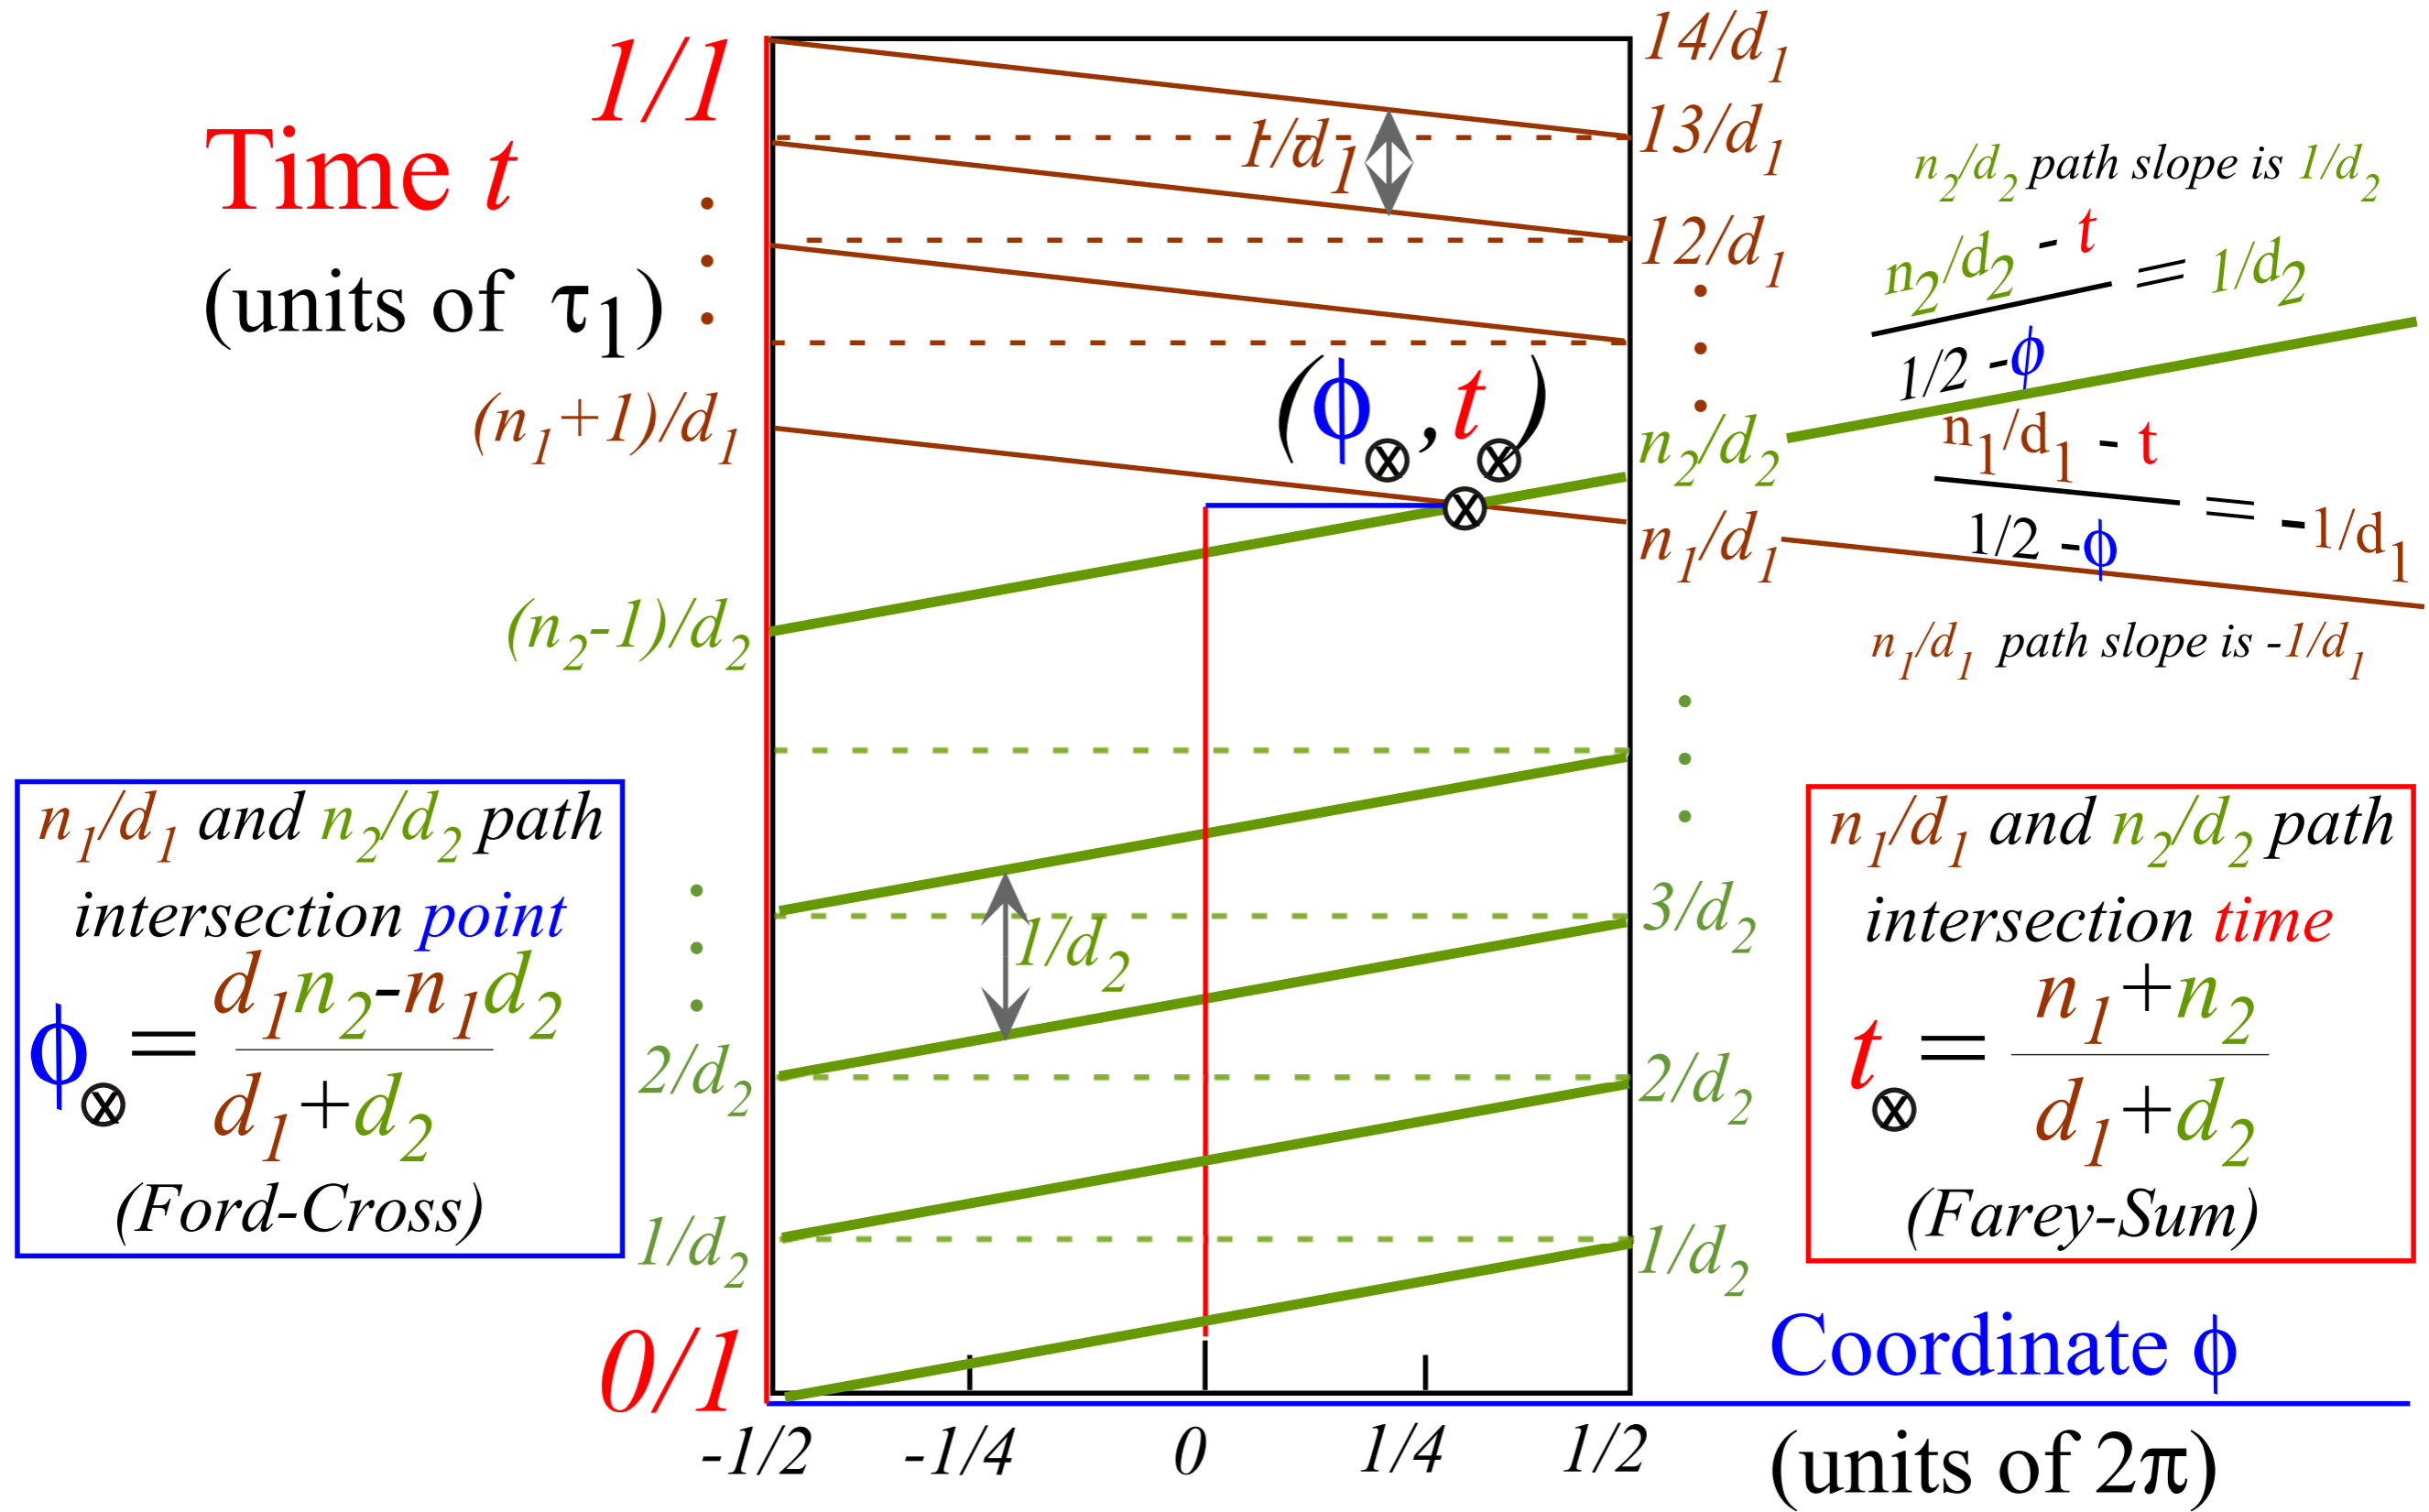 1/1
Time t
(units of τ1)
(n1+1)/d1
(n2-1)/d2
2/d2
1/d2
0/1
1/d1
(ϕ⊗,t⊗)
1/d2
14/d1
13/d1
12/d1
n2/d2
n1/d1
3/d2
2/d2
1/d2
n2/d2 path slope is 1/d2
n2/d2 - t
1/2 -ϕ
= 1/d2
n1/d1 - t
1/2 -ϕ
= -1/d1
n1/d1 path slope is -1/d1
n1/d1 and n2/d2 path
intersection point
ϕ⊗= d1n2-n1d2
d1+d2
(Ford-Cross)
n1/d1 and n2/d2 path
intersection time
t⊗= n1+n2
d1+d2
(Farey-Sum)
-1/2 -1/4 0 1/4 1/2
Coordinate ϕ
(units of 2π)